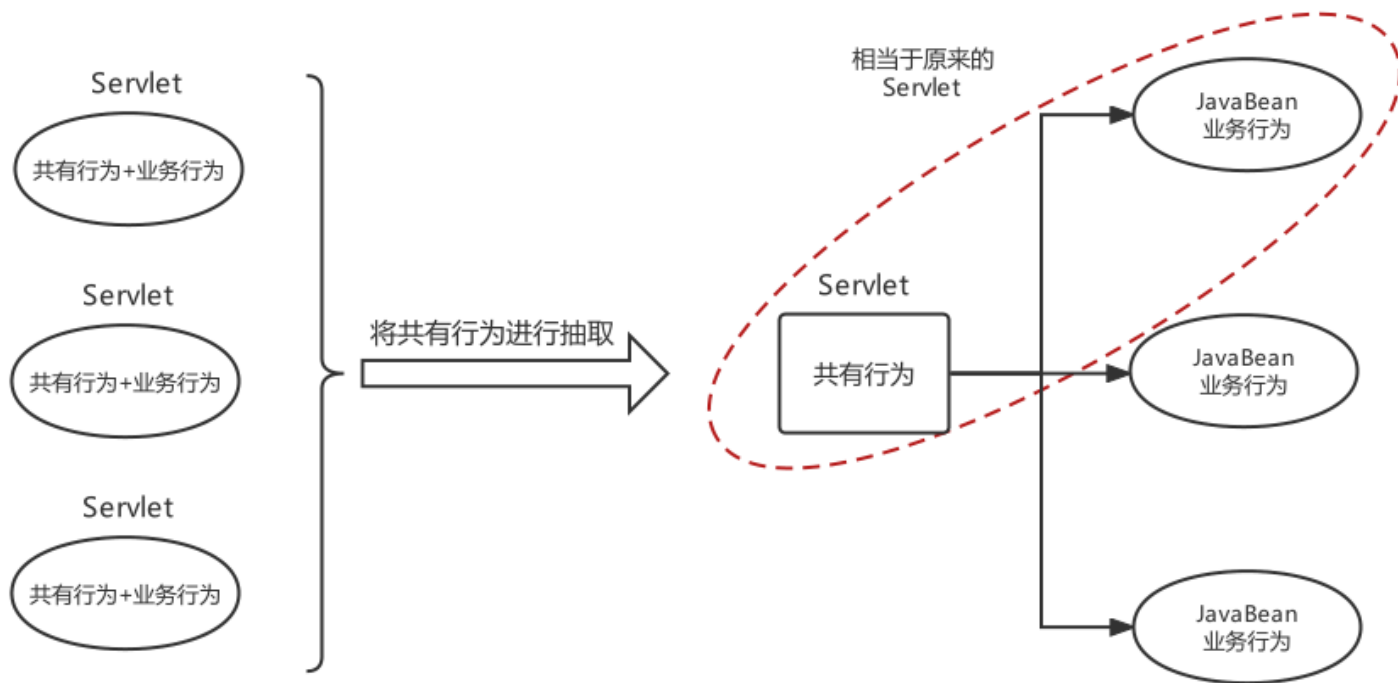 Servlet
共有行为+业务行为
Servlet
共有行为+业务行为
Servlet
共有行为+业务行为
将共有行为进行抽取
相当于原来的
Servlet
Servlet
共有行为
JavaBean
业务行为
JavaBean
业务行为
JavaBean
业务行为